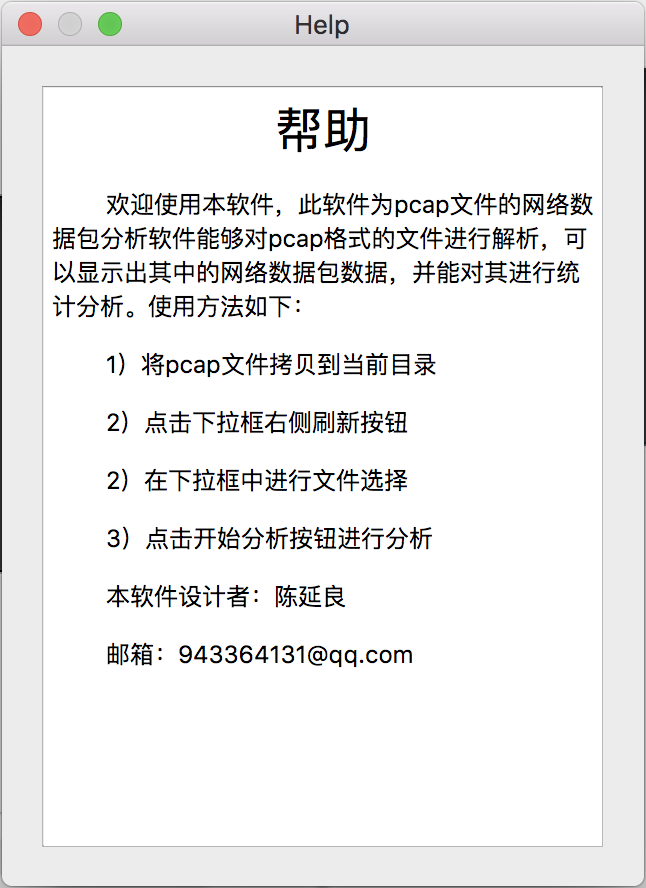 Help
帮助
欢迎使用本软件，此软件为pcap文件的网络数
据包分析软件能够对pcap格式的文件进行解析，可
以显示出其中的网络数据包数据，并能对其进行统
计分析。使用方法如下：
1）将pcap文件拷贝到当前目录
2）点击下拉框右侧刷新按钮
2）在下拉框中进行文件选择
3）点击开始分析按钮进行分析
本软件设计者：陈延良
邮箱：943364131@qq.com